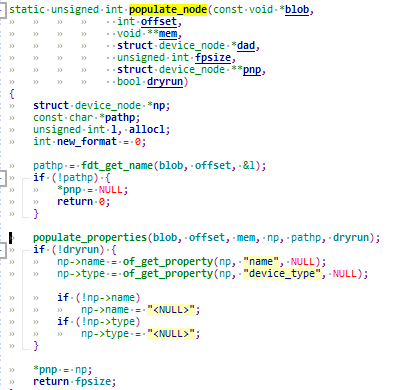 static unsigned int populate_node(const void *blob,
int offset,
void **mem,
struct device_node *dad,
unsigned int fpsize,
struct device_node **pnp,
bool dryrun)
{
struct device_node *np;
const char *pathp;
unsigned int l, allocl;
int new_format = 0;

pathp = fdt_get_name(blob, offset, &l);
if (!pathp) {
*pnp = NULL;
return 0;
}

populate_properties(blob, offset, mem, np, pathp, dryrun);
if (!dryrun) {
np->name = of_get_property(np, "name", NULL);
np->type = of_get_property(np, "device_type", NULL);

if (!np->name)
np->name = "<NULL>";
if (!np->type)
np->type = "<NULL>";
}

*pnp = np;
return fpsize;